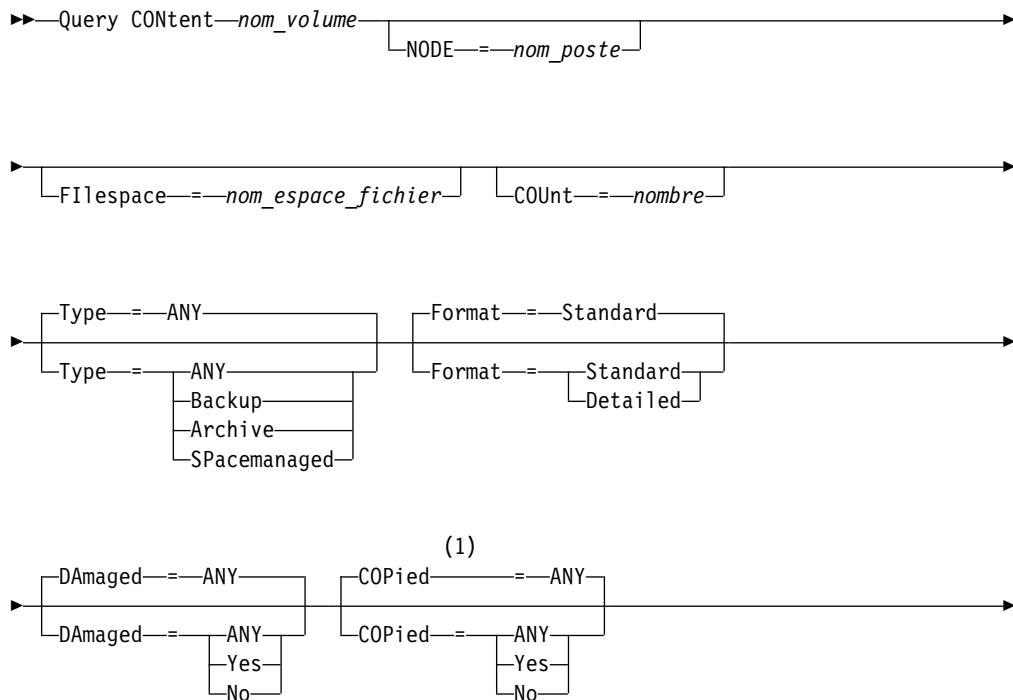 Query CONtent nom_volume
NODE = nom_poste
FIlespace = nom_espace_fichier COUnt = nombre
Type = ANY Format = Standard
Type = ANY Format = Standard
Backup Detailed
Archive
SPacemanaged
(1)
DAmaged = ANY COPied = ANY
DAmaged = ANY COPied = ANY
Yes Yes
No No